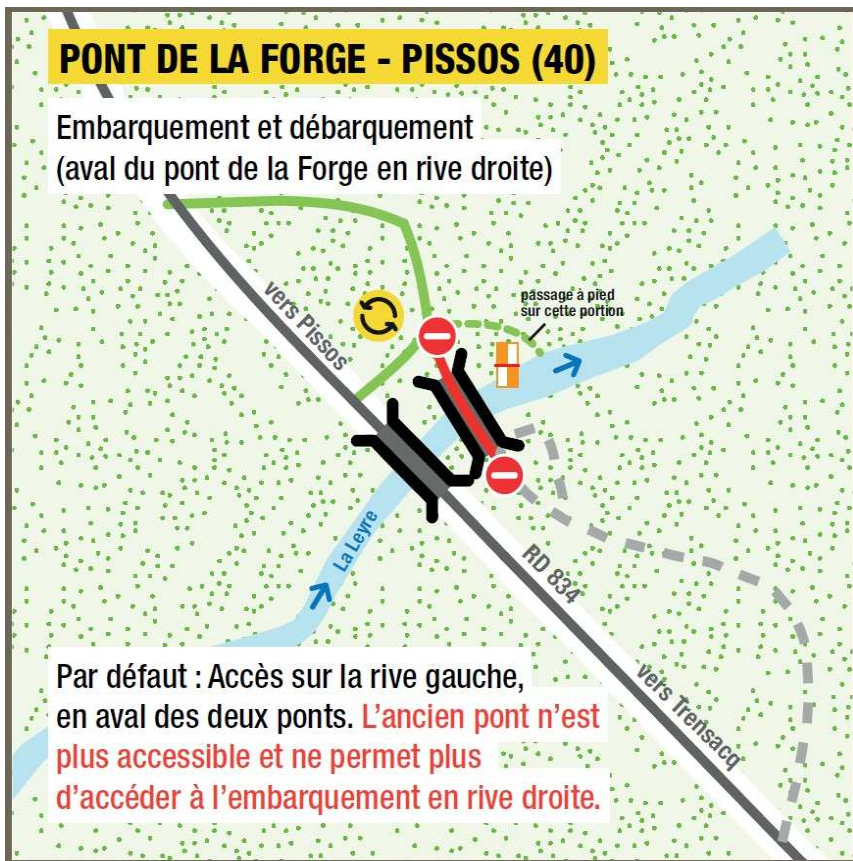 PONT DE LA FORGE - PISSOS (40)
Embarquement et débarquement
(aval du pont de la Forge en rive droite)
vers Pissos
passage à pied
sur cette portion
La Leyre
RD 834
vers Trensacq
Par défaut : Accès sur la rive gauche,
en aval des deux ponts. L’ancien pont n’est
plus accessible et ne permet plus
d’accéder à l’embarquement en rive droite.